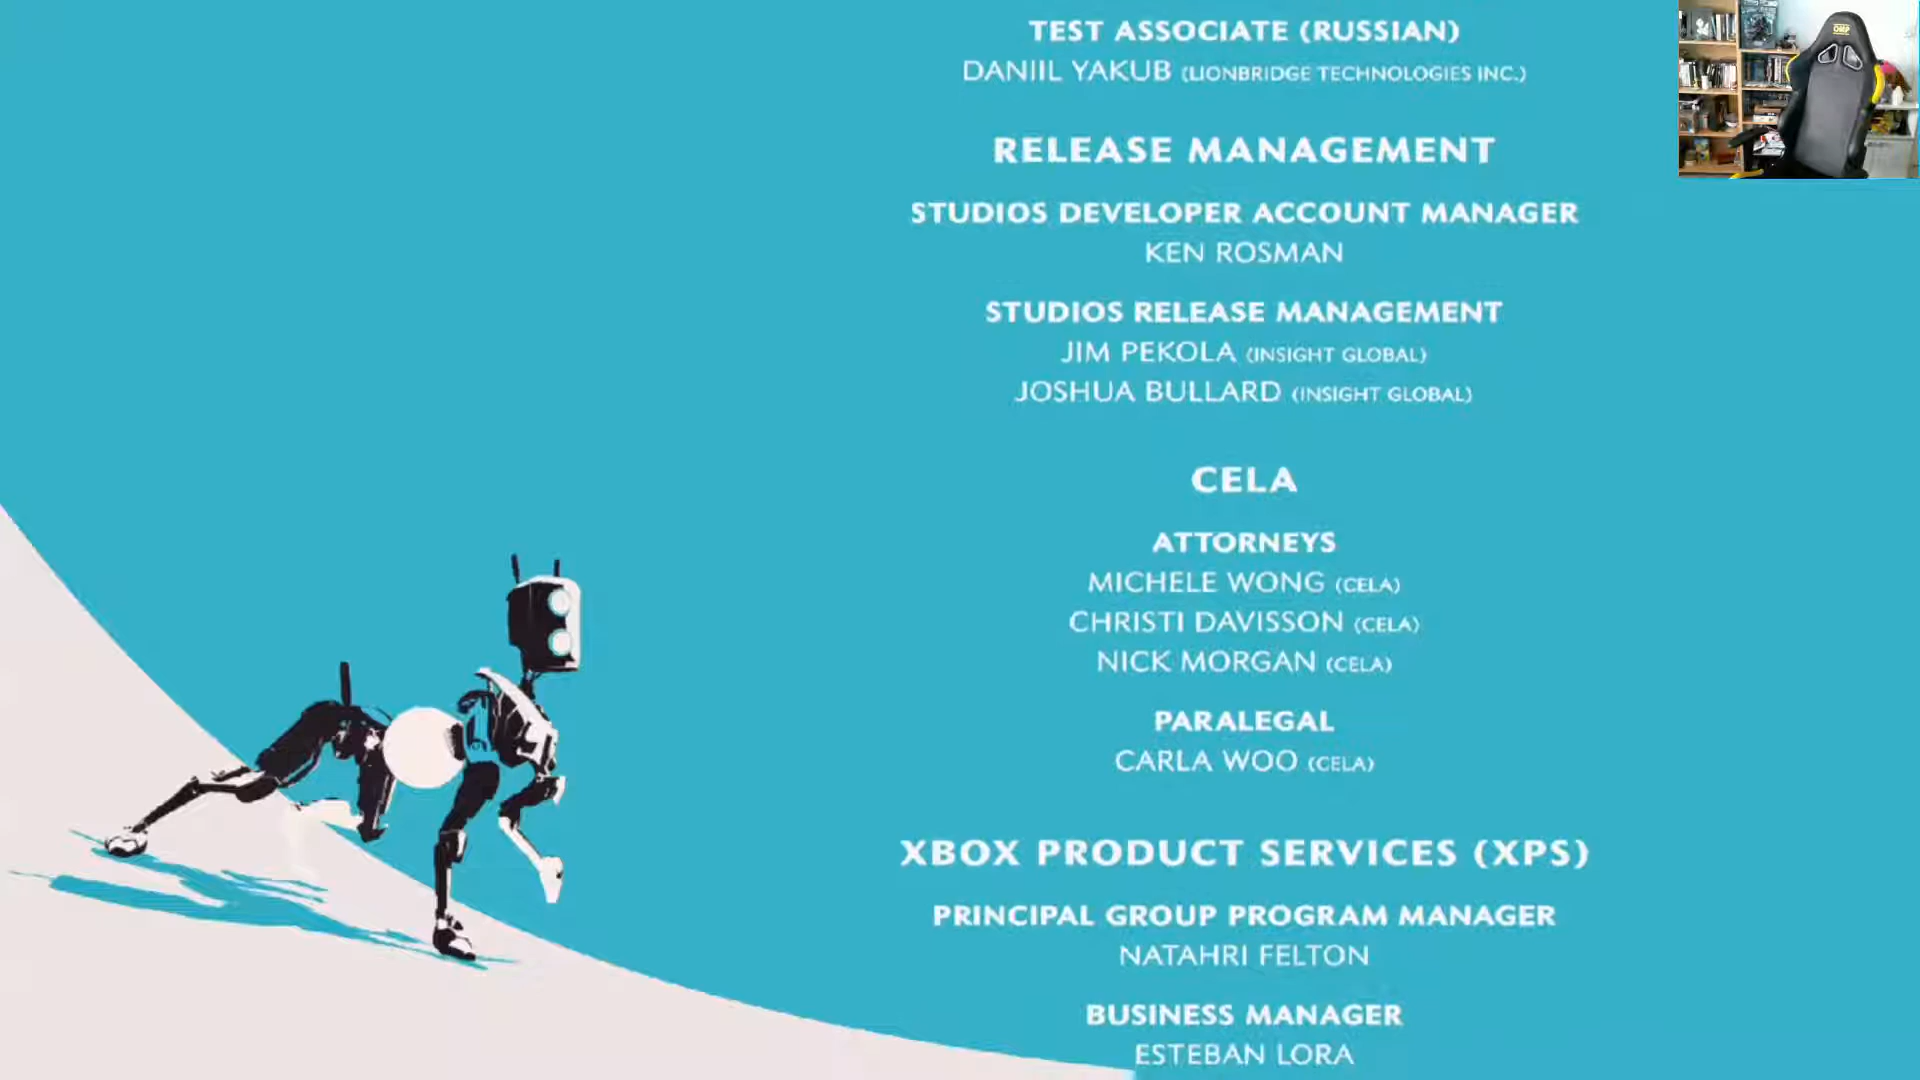 TEST ASSOCIATE (RUSSIAN)
DANIIL YAKUB (LIONBRIDGE TECHNOLOGIES INC.)
RELEASE MANAGEMENT
STUDIOS DEVELOPER ACCOUNT MANAGER
KEN ROSMAN
STUDIOS RELEASE MANAGEMENT
JIM PEKOLA (INSIGHT GLOBAL)
JOSHUA BULLARD (INSIGHT GLOBAL)
CELA
ATTORNEYS
MICHELE WONG (CELA)
CHRISTI DAVISSON (CELA)
NICK MORGAN (CELA)
PARALEGAL
CARLA WOO (CELA)
XBOX PRODUCT SERVICES (XPS)
PRINCIPAL GROUP PROGRAM MANAGER
NATAHRI FELTON
BUSINESS MANAGER
ESTEBAN LORA